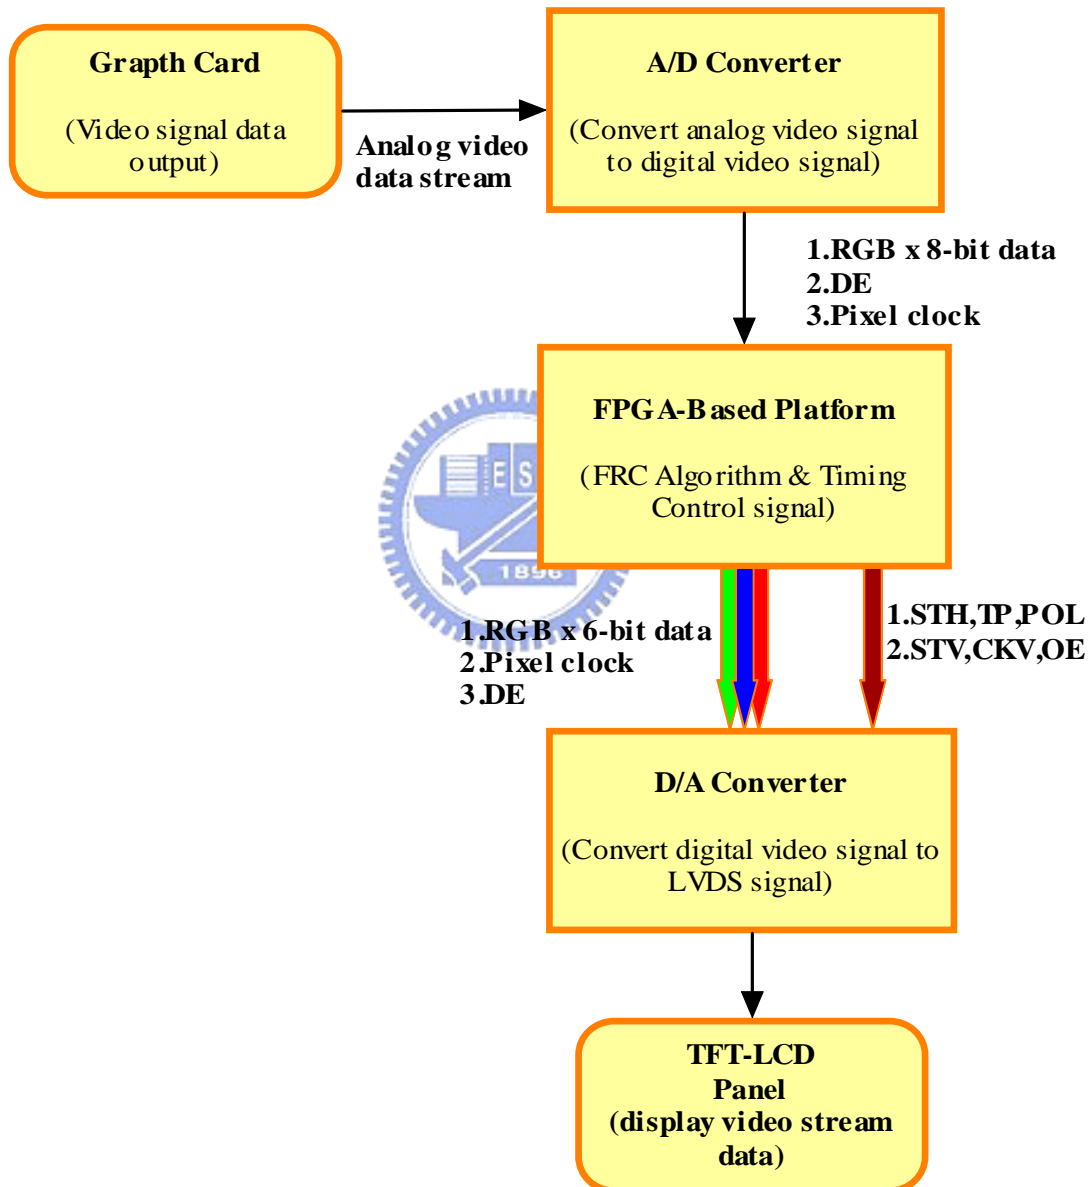 Grapth Card
(Video signal data
output)
Analog video
data stream
A/D Converter
(Convert analog video signal
to digital video signal)
1.RGB x 8-bit data
2.DE
3.Pixel clock
FPGA-Based Platform
(FRC Algorithm & Timing
Control signal)
E S
1896
1.RGB x 6-bit data
2.Pixel clock
3.DE
1.STH,TP,POL
2.STV,CKV,OE
D/A Converter
(Convert digital video signal to
LVDS signal)
TFT-LCD
Panel
(display video stream
data)